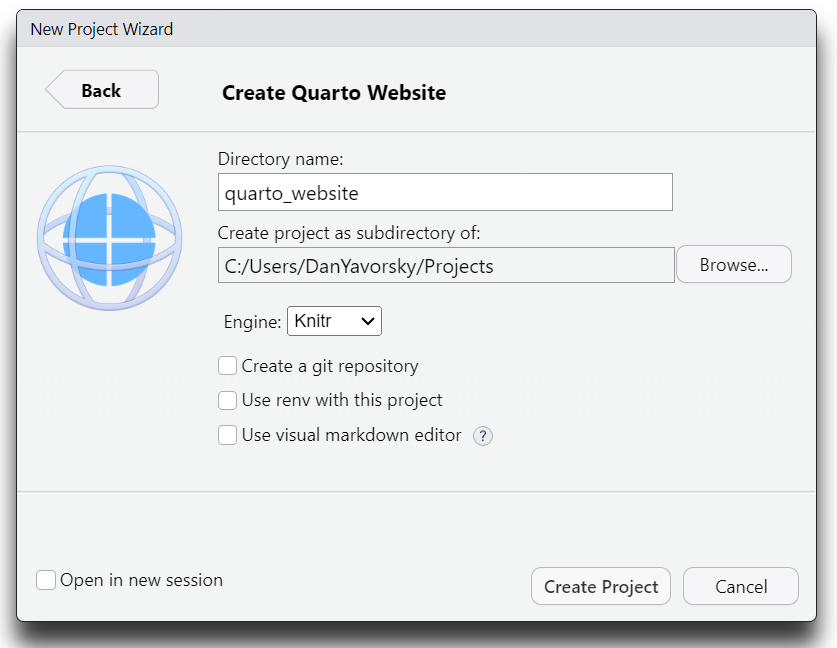 New Project Wizard
Back
Create Quarto Website
Directory name:
quarto_website
Create project as subdirectory of:
C:/Users/DanYavorsky/Projects
Browse...
Engine: Knitr
Create a git repository
Use renv with this project
Use visual markdown editor ?
Open in new session
Create Project
Cancel